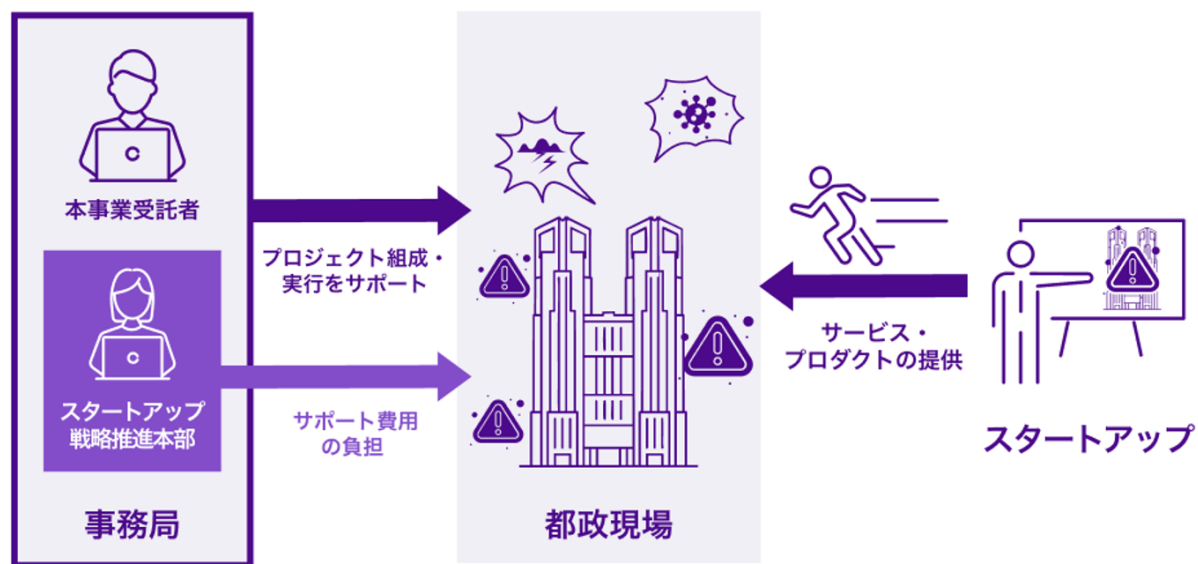 本事業受託者
スタートアップ
戦略推進本部
事務局
プロジェクト組成・
実行をサポート
サポート費用
の負担
都政現場
サービス・
プロダクトの提供
スタートアップ